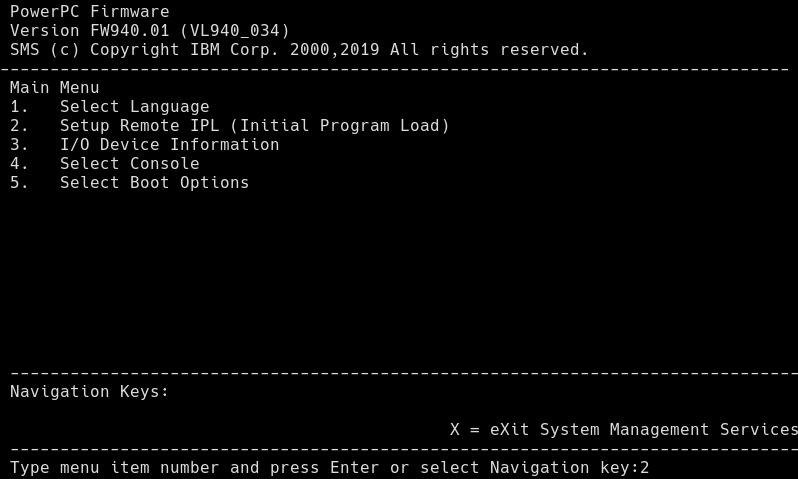 PowerPC Firmware
Version FW940.01 (VL940_034)
SMS (c) Copyright IBM Corp. 2000,2019 All rights reserved.
-------------------------------------------------------------------------------
Main Menu
1.   Select Language
2.   Setup Remote IPL (Initial Program Load)
3.   I/O Device Information
4.   Select Console
5.   Select Boot Options
-------------------------------------------------------------------------------
Navigation Keys:
X = eXit System Management Services
-------------------------------------------------------------------------------
Type menu item number and press Enter or select Navigation key:2